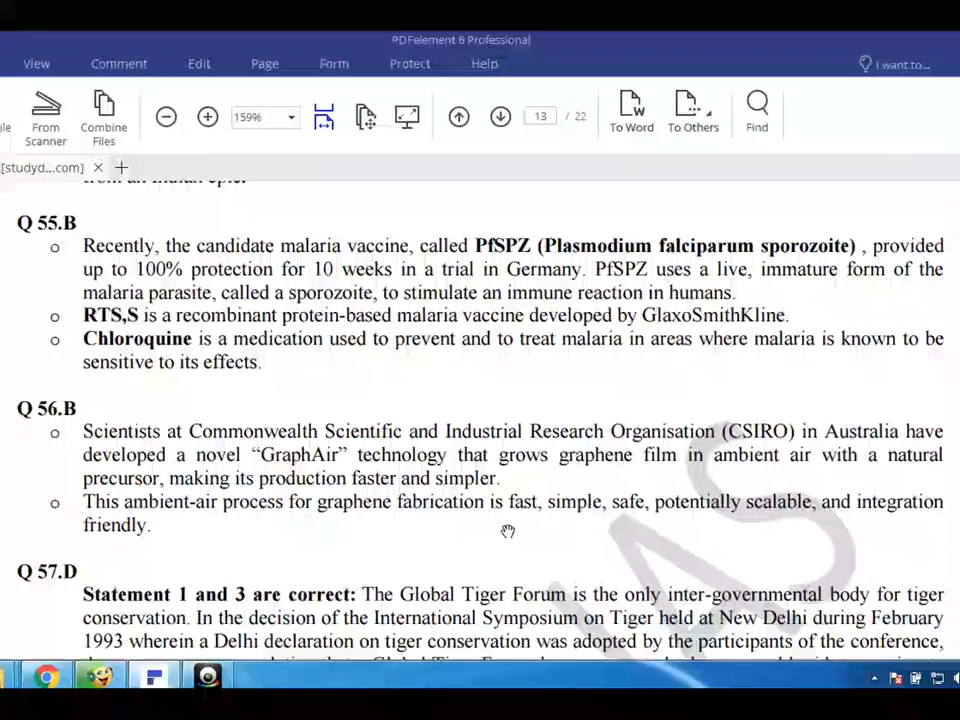 PDFelement 6 Professional
View Comment Edit Page Form Protect Help I want to...
From Scanner Combine Files 159% 13 / 22 To Word To Others Find
[studyd...com]
from an Indian epic.
Q 55.B
Recently, the candidate malaria vaccine, called PfSPZ (Plasmodium falciparum sporozoite) , provided
up to 100% protection for 10 weeks in a trial in Germany. PfSPZ uses a live, immature form of the
malaria parasite, called a sporozoite, to stimulate an immune reaction in humans.
RTS,S is a recombinant protein-based malaria vaccine developed by GlaxoSmithKline.
Chloroquine is a medication used to prevent and to treat malaria in areas where malaria is known to be
sensitive to its effects.
Q 56.B
Scientists at Commonwealth Scientific and Industrial Research Organisation (CSIRO) in Australia have
developed a novel “GraphAir” technology that grows graphene film in ambient air with a natural
precursor, making its production faster and simpler.
This ambient-air process for graphene fabrication is fast, simple, safe, potentially scalable, and integration
friendly.
Q 57.D
Statement 1 and 3 are correct: The Global Tiger Forum is the only inter-governmental body for tiger
conservation. In the decision of the International Symposium on Tiger held at New Delhi during February
1993 wherein a Delhi declaration on tiger conservation was adopted by the participants of the conference,
IAS